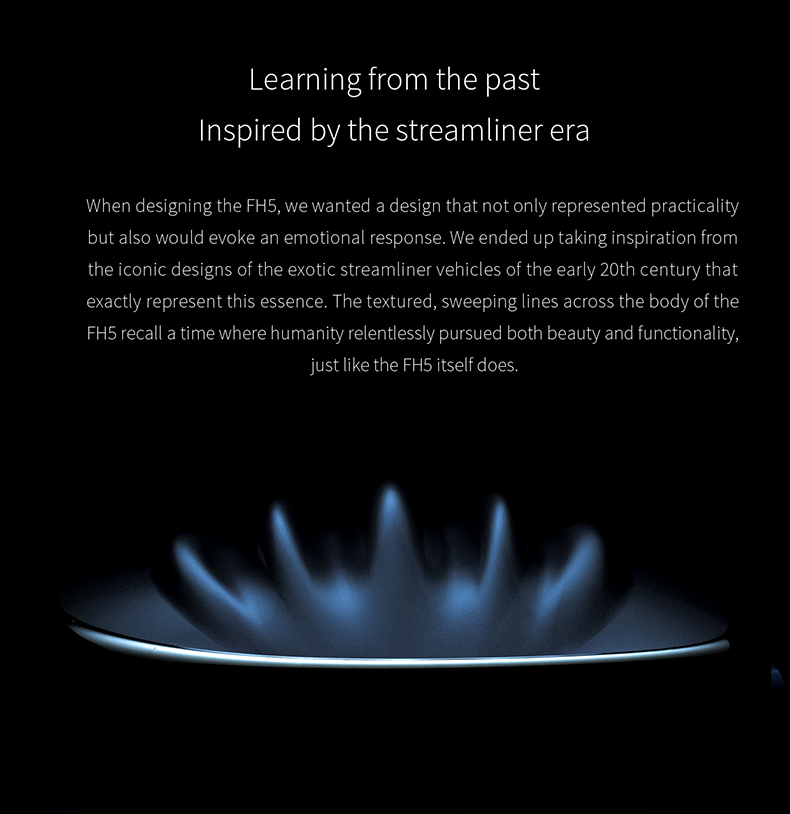 Learning from the past
Inspired by the streamliner era
When designing the FH5, we wanted a design that not only represented practicality
but also would evoke an emotional response. We ended up taking inspiration from
the iconic designs of the exotic streamliner vehicles of the early 20th century that
exactly represent this essence. The textured, sweeping lines across the body of the
FH5 recall a time where humanity relentlessly pursued both beauty and functionality,
just like the FH5 itself does.